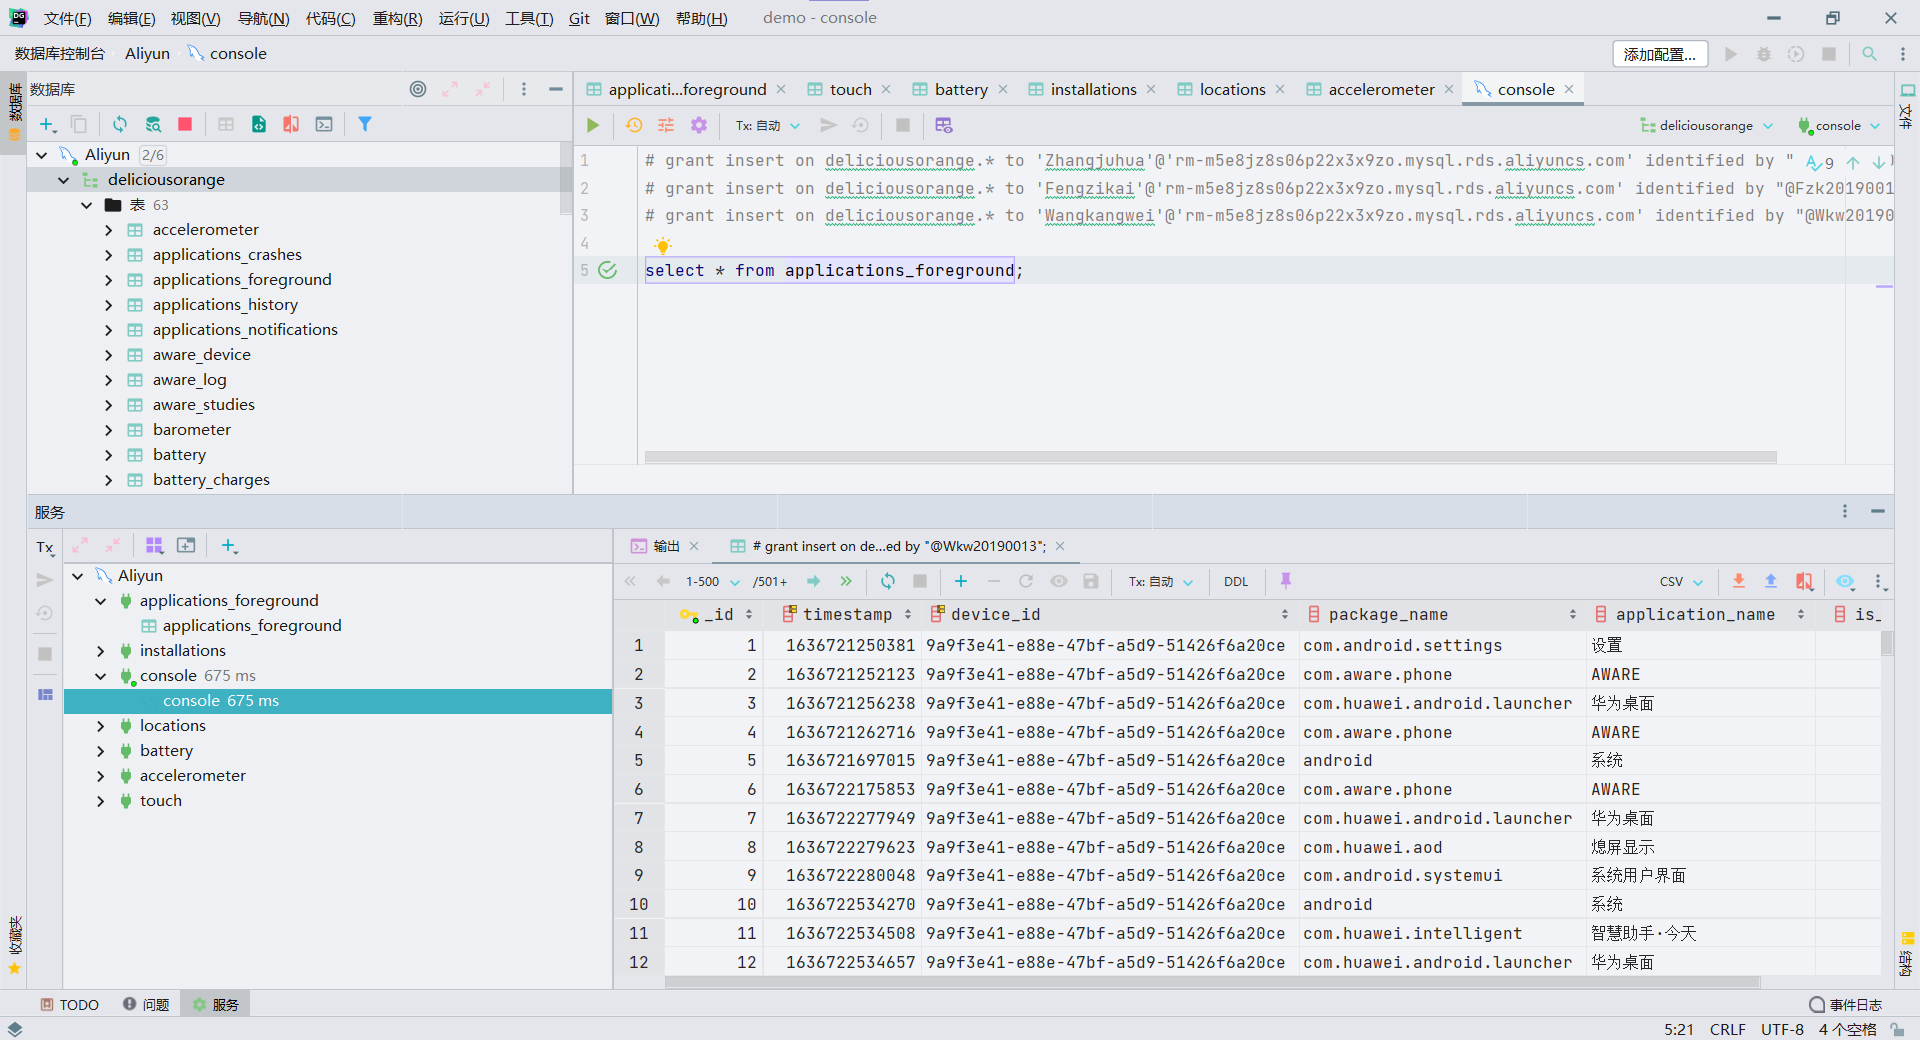 文件(F) 编辑(E) 视图(V) 导航(N) 代码(C) 重构(R) 运行(U) 工具(T) Git 窗口(W) 帮助(H) demo - console
数据库控制台 Aliyun console 添加配置...
数据库
数据库
applicati...foreground touch battery installations locations accelerometer console
文件
Tx: 自动 deliciousorange console
Aliyun 2/6
deliciousorange
表 63
accelerometer
applications_crashes
applications_foreground
applications_history
applications_notifications
aware_device
aware_log
aware_studies
barometer
battery
battery_charges
1 # grant insert on deliciousorange.* to 'Zhangjuhua'@'rm-m5e8jz8s06p22x3x9zo.mysql.rds.aliyuncs.com' identified by " 9
2 # grant insert on deliciousorange.* to 'Fengzikai'@'rm-m5e8jz8s06p22x3x9zo.mysql.rds.aliyuncs.com' identified by "@Fzk201901
3 # grant insert on deliciousorange.* to 'Wangkangwei'@'rm-m5e8jz8s06p22x3x9zo.mysql.rds.aliyuncs.com' identified by "@Wkw20190
4
5 select * from applications_foreground;
服务
Tx
Aliyun
applications_foreground
applications_foreground
installations
console 675 ms
console 675 ms
locations
battery
accelerometer
touch
输出 # grant insert on de...ed by "@Wkw20190013";
1-500 /501+ Tx: 自动 DDL CSV
_id timestamp device_id package_name application_name is_
1 1 1636721250381 9a9f3e41-e88e-47bf-a5d9-51426f6a20ce com.android.settings 设置
2 2 1636721252123 9a9f3e41-e88e-47bf-a5d9-51426f6a20ce com.aware.phone AWARE
3 3 1636721256238 9a9f3e41-e88e-47bf-a5d9-51426f6a20ce com.huawei.android.launcher 华为桌面
4 4 1636721262716 9a9f3e41-e88e-47bf-a5d9-51426f6a20ce com.aware.phone AWARE
5 5 1636721697015 9a9f3e41-e88e-47bf-a5d9-51426f6a20ce android 系统
6 6 1636722175853 9a9f3e41-e88e-47bf-a5d9-51426f6a20ce com.aware.phone AWARE
7 7 1636722277949 9a9f3e41-e88e-47bf-a5d9-51426f6a20ce com.huawei.android.launcher 华为桌面
8 8 1636722279623 9a9f3e41-e88e-47bf-a5d9-51426f6a20ce com.huawei.aod 熄屏显示
9 9 1636722280048 9a9f3e41-e88e-47bf-a5d9-51426f6a20ce com.android.systemui 系统用户界面
10 10 1636722534270 9a9f3e41-e88e-47bf-a5d9-51426f6a20ce android 系统
11 11 1636722534508 9a9f3e41-e88e-47bf-a5d9-51426f6a20ce com.huawei.intelligent 智慧助手·今天
12 12 1636722534657 9a9f3e41-e88e-47bf-a5d9-51426f6a20ce com.huawei.android.launcher 华为桌面
收藏夹
结构
TODO 问题 服务 事件日志
5:21 CRLF UTF-8 4 个空格